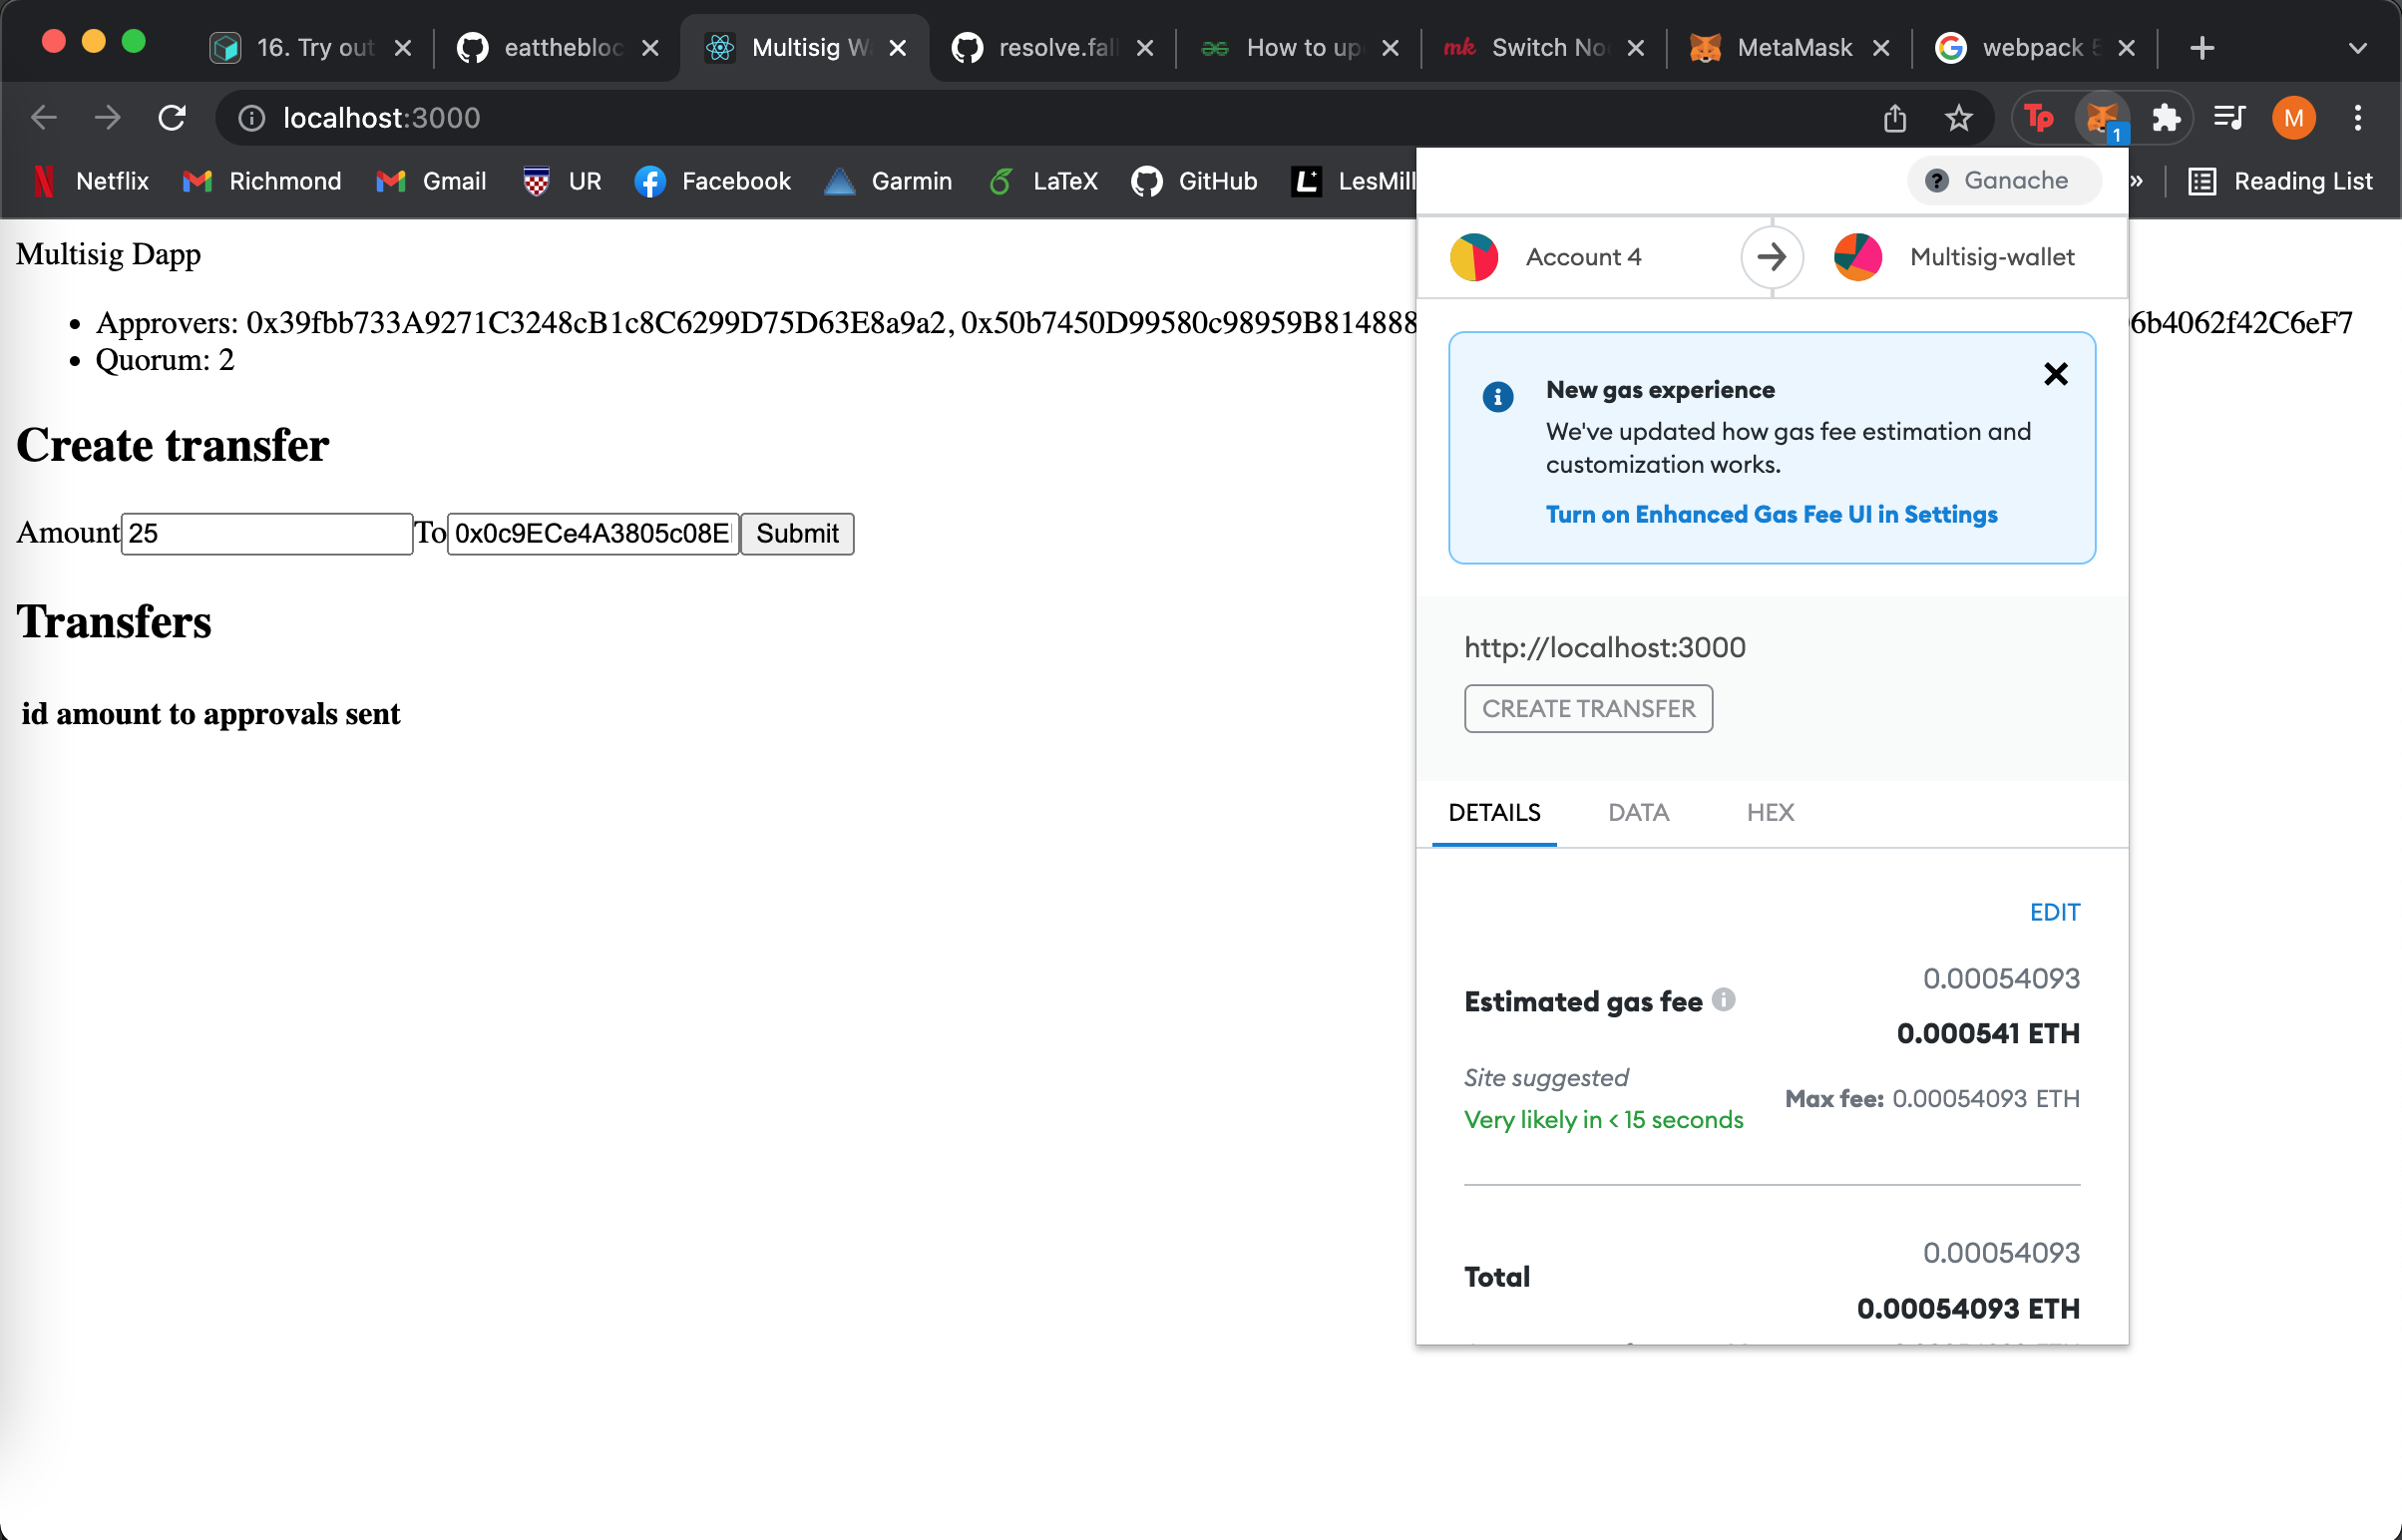 16. Try out
eattheblo
Multisig W
resolve.fal
How to up
mk Switch No
MetaMask
webpack 5
localhost:3000
Tp
1
M
Netflix
Richmond
Gmail
UR
Facebook
Garmin
LaTeX
GitHub
LesMill
»
Reading List
Ganache
Account 4
Multisig-wallet
Multisig Dapp
Approvers: 0x39fbb733A9271C3248cB1c8C6299D75D63E8a9a2, 0x50b7450D99580c98959B814888
6b4062f42C6eF7
Quorum: 2
Create transfer
Amount 25 To 0x0c9ECe4A3805c08E Submit
Transfers
id amount to approvals sent
New gas experience
We've updated how gas fee estimation and
customization works.
Turn on Enhanced Gas Fee UI in Settings
http://localhost:3000
CREATE TRANSFER
DETAILS
DATA
HEX
EDIT
0.00054093
Estimated gas fee
0.000541 ETH
Site suggested
Max fee: 0.00054093 ETH
Very likely in < 15 seconds
0.00054093
Total
0.00054093 ETH